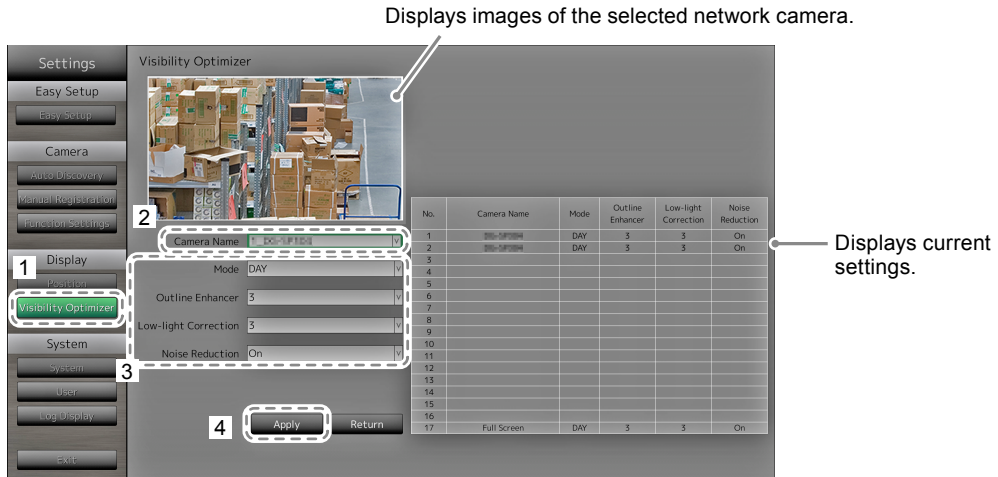 Displays images of the selected network camera.
Settings
Easy Setup
Easy Setup
Camera
Auto Discovery
Manual Registration
Function Settings
1
Display
Position
Visibility Optimizer
System
System
User
Log Display
Exit
Visibility Optimizer
2
Camera Name
3
Mode DAY
Outline Enhancer 3
Low-light Correction 3
Noise Reduction On
4
Apply Return
No. Camera Name Mode Outline Enhancer Low-light Correction Noise Reduction
1 DAY 3 3 On
2 DAY 3 3 On
3
4
5
6
7
8
9
10
11
12
13
14
15
16
17 Full Screen DAY 3 3 On
Displays current
settings.